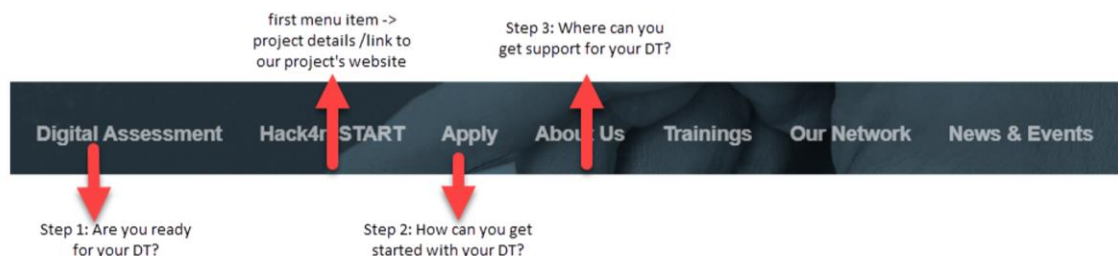 first menu item ->
project details /link to
our project's website
Step 3: Where can you
get support for your DT?
Digital Assessment Hack4 START Apply About Us Trainings Our Network News & Events
Step 1: Are you ready
for your DT?
Step 2: How can you get
started with your DT?